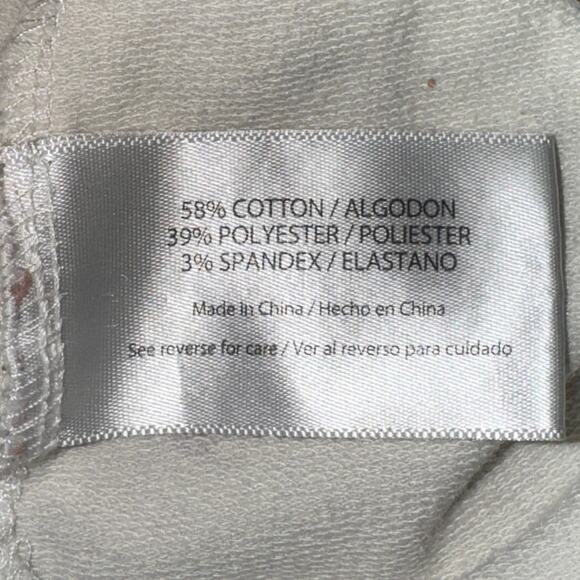 58% COTTON / ALGODON
39% POLYESTER / POLIESTER
3% SPANDEX / ELASTANO
Made in China / Hecho en China
See reverse for care / Ver al reverso para cuidado